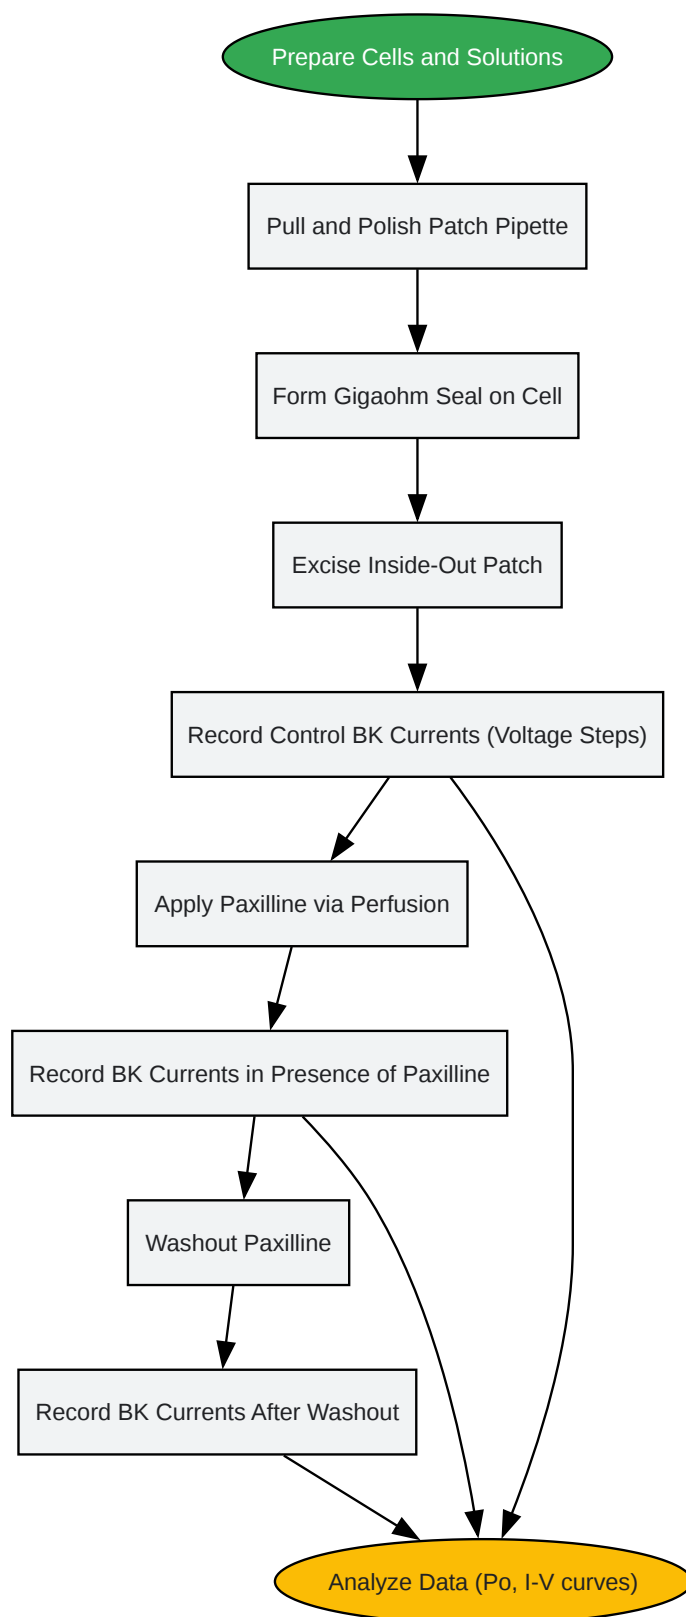 Prepare Cells and Solutions
Pull and Polish Patch Pipette
Form Gigaohm Seal on Cell
Excise Inside-Out Patch
Record Control BK Currents (Voltage Steps)
Apply Paxilline via Perfusion
Record BK Currents in Presence of Paxilline
Washout Paxilline
Record BK Currents After Washout
Analyze Data (Po, I-V curves)